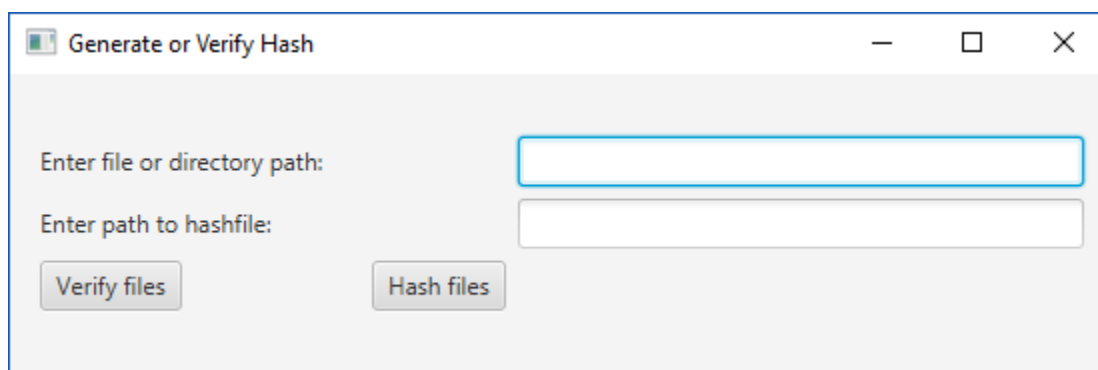 Generate or Verify Hash
Enter file or directory path:
Enter path to hashfile:
Verify files Hash files